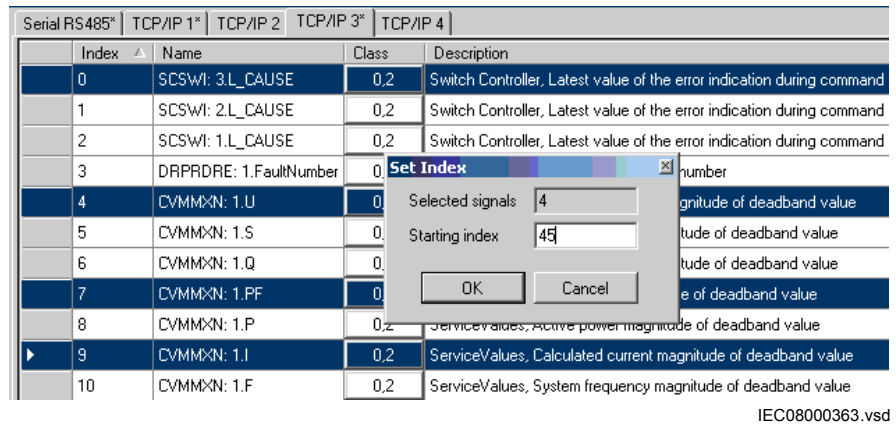 Serial RS485* TCP/IP 1* TCP/IP 2 TCP/IP 3* TCP/IP 4
Index Name Class Description
0 SCSWI: 3.L_CAUSE 0,2 Switch Controller, Latest value of the error indication during command
1 SCSWI: 2.L_CAUSE 0,2 Switch Controller, Latest value of the error indication during command
2 SCSWI: 1.L_CAUSE 0,2 Switch Controller, Latest value of the error indication during command
3 DRPRDRE: 1.FaultNumber 0, number
4 CVMMXN: 1.U 0, gnitude of deadband value
5 CVMMXN: 1.S 0, tude of deadband value
6 CVMMXN: 1.Q 0, tude of deadband value
7 CVMMXN: 1.PF 0, e of deadband value
8 CVMMXN: 1.P 0,2 ServiceValues, Active power magnitude of deadband value
9 CVMMXN: 1.I 0,2 ServiceValues, Calculated current magnitude of deadband value
10 CVMMXN: 1.F 0,2 ServiceValues, System frequency magnitude of deadband value
Set Index
Selected signals 4
Starting index 45
OK Cancel
IEC08000363.vsd